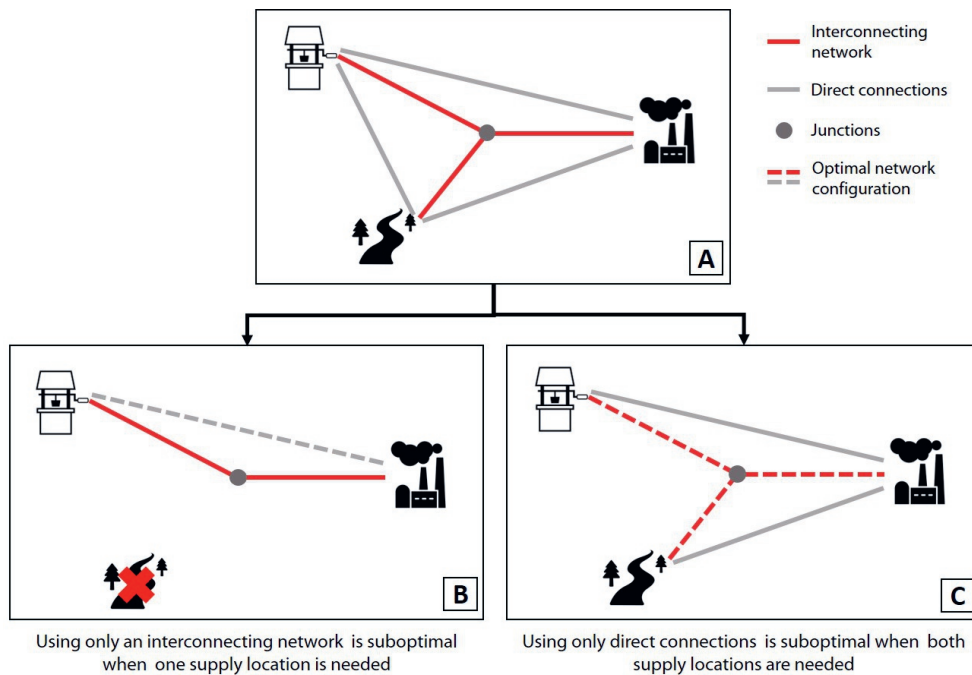 Interconnecting
network
Direct connections
Junctions
Optimal network
configuration
A
B
C
Using only an interconnecting network is suboptimal
when one supply location is needed
Using only direct connections is suboptimal when both
supply locations are needed